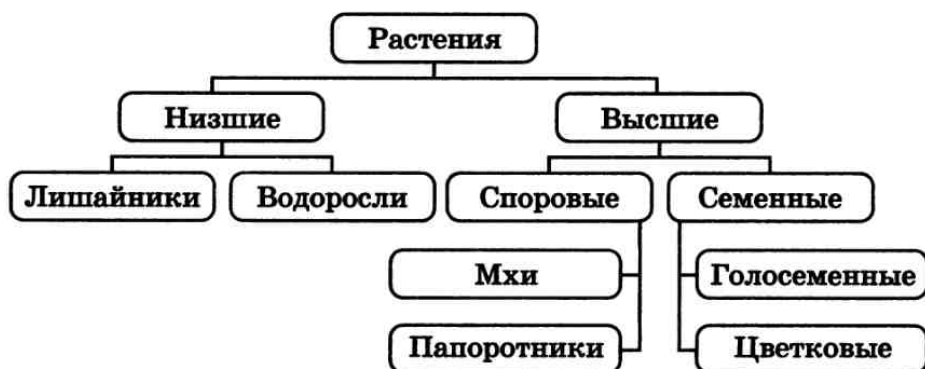 Растения
Низшие
Высшие
Лишайники
Водоросли
Споровые
Семенные
Мхи
Голосеменные
Папоротники
Цветковые